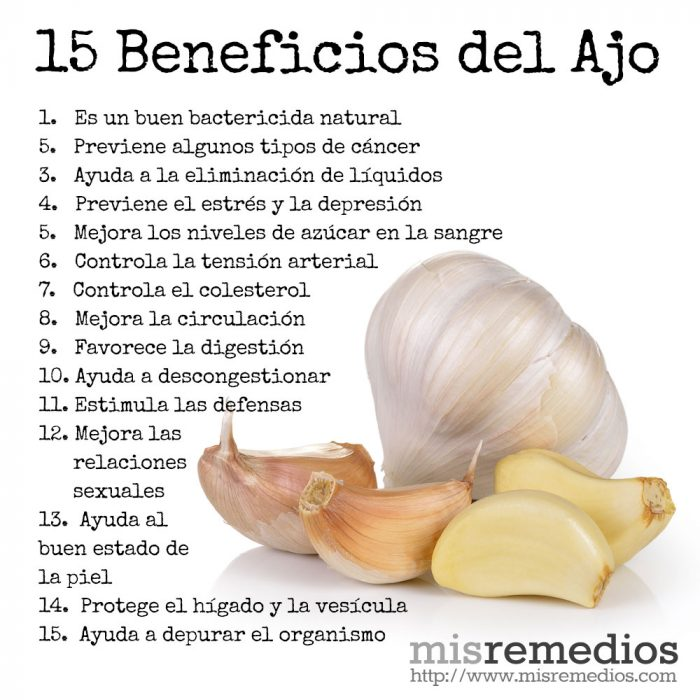 15 Beneficios del Ajo
1. Es un buen bactericida natural
5. Previene algunos tipos de cáncer
3. Ayuda a la eliminación de líquidos
4. Previene el estrés y la depresión
5. Mejora los niveles de azúcar en la sangre
6. Controla la tensión arterial
7. Controla el colesterol
8. Mejora la circulación
9. Favorece la digestión
10. Ayuda a descongestionar
11. Estimula las defensas
12. Mejora las
relaciones
sexuales
13. Ayuda al
buen estado de
la piel
14. Protege el hígado y la vesícula
15. Ayuda a depurar el organismo
misremedios
http://www.misremedios.com/